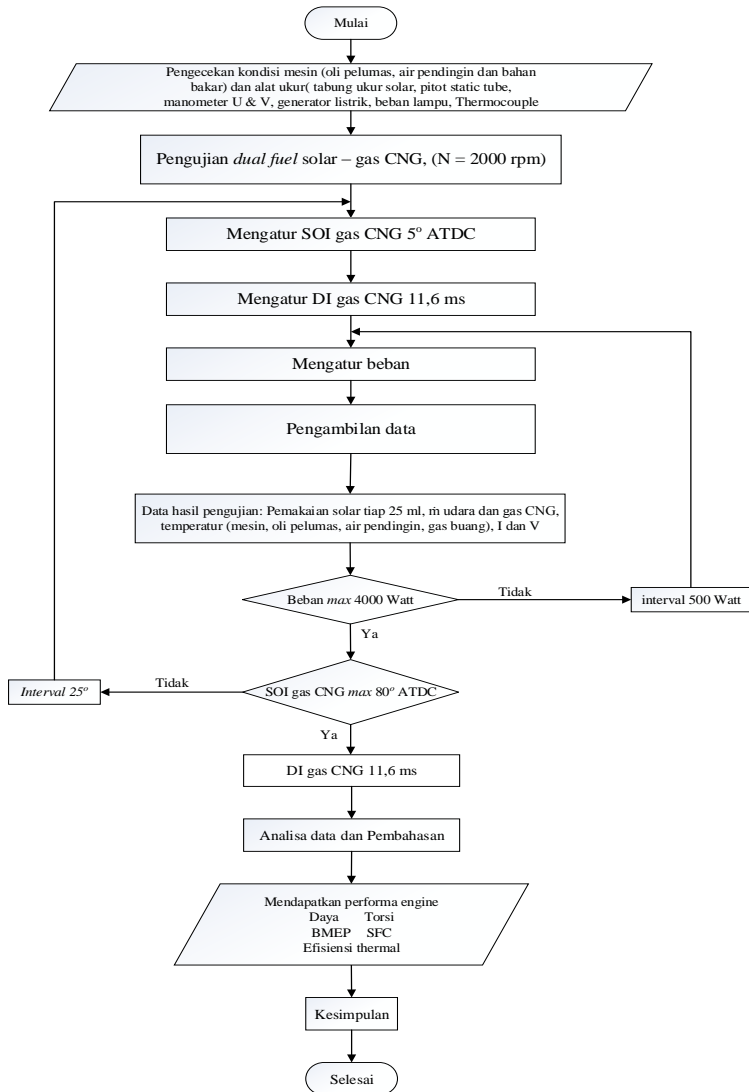 Mulai
Pengecekan kondisi mesin (oli pelumas, air pendingin dan bahan
bakar) dan alat ukur( tabung ukur solar, pitot static tube,
manometer U & V, generator listrik, beban lampu, Thermocouple
Pengujian dual fuel solar – gas CNG, (N = 2000 rpm)
Mengatur SOI gas CNG 5º ATDC
Mengatur DI gas CNG 11,6 ms
Mengatur beban
Pengambilan data
Data hasil pengujian: Pemakaian solar tiap 25 ml, ṁ udara dan gas CNG,
temperatur (mesin, oli pelumas, air pendingin, gas buang), I dan V
Beban max 4000 Watt
Tidak
interval 500 Watt
Ya
SOI gas CNG max 80º ATDC
Tidak
Interval 25º
Ya
DI gas CNG 11,6 ms
Analisa data dan Pembahasan
Mendapatkan performa engine
Daya Torsi
BMEP SFC
Efisiensi thermal
Kesimpulan
Selesai